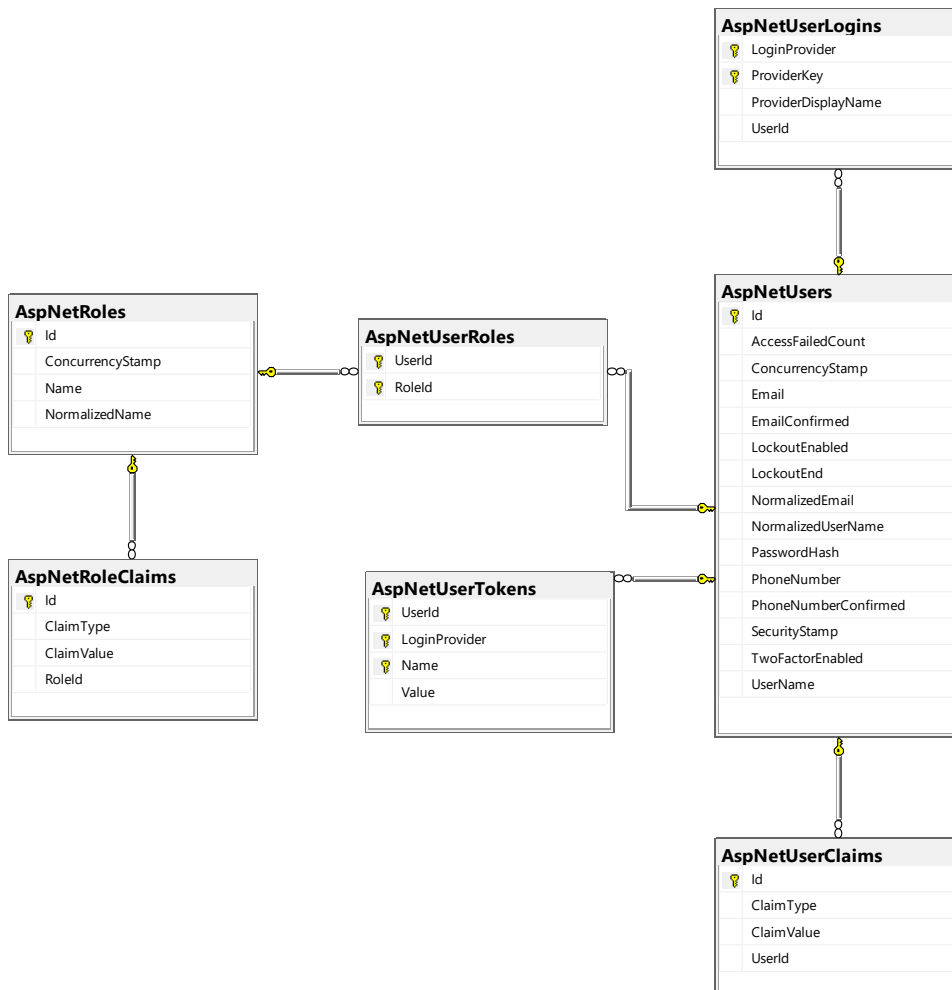 AspNetUserLogins
LoginProvider
ProviderKey
ProviderDisplayName
UserId
AspNetRoles
Id
ConcurrencyStamp
Name
NormalizedName
AspNetUserRoles
UserId
RoleId
AspNetUsers
Id
AccessFailedCount
ConcurrencyStamp
Email
EmailConfirmed
LockoutEnabled
LockoutEnd
NormalizedEmail
NormalizedUserName
PasswordHash
PhoneNumber
PhoneNumberConfirmed
SecurityStamp
TwoFactorEnabled
UserName
AspNetRoleClaims
Id
ClaimType
ClaimValue
RoleId
AspNetUserTokens
UserId
LoginProvider
Name
Value
AspNetUserClaims
Id
ClaimType
ClaimValue
UserId